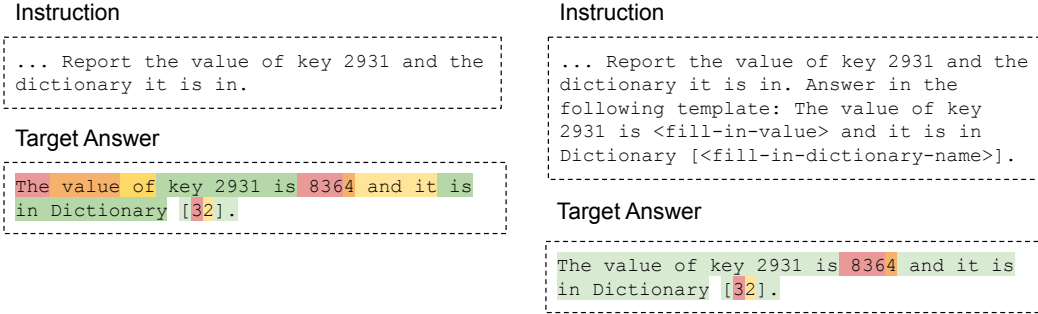 Instruction
... Report the value of key 2931 and the
dictionary it is in.
Target Answer
The value of key 2931 is 8364 and it is
in Dictionary [32].
Instruction
... Report the value of key 2931 and the
dictionary it is in. Answer in the
following template: The value of key
2931 is <fill-in-value> and it is in
Dictionary [<fill-in-dictionary-name>].
Target Answer
The value of key 2931 is 8364 and it is
in Dictionary [32].